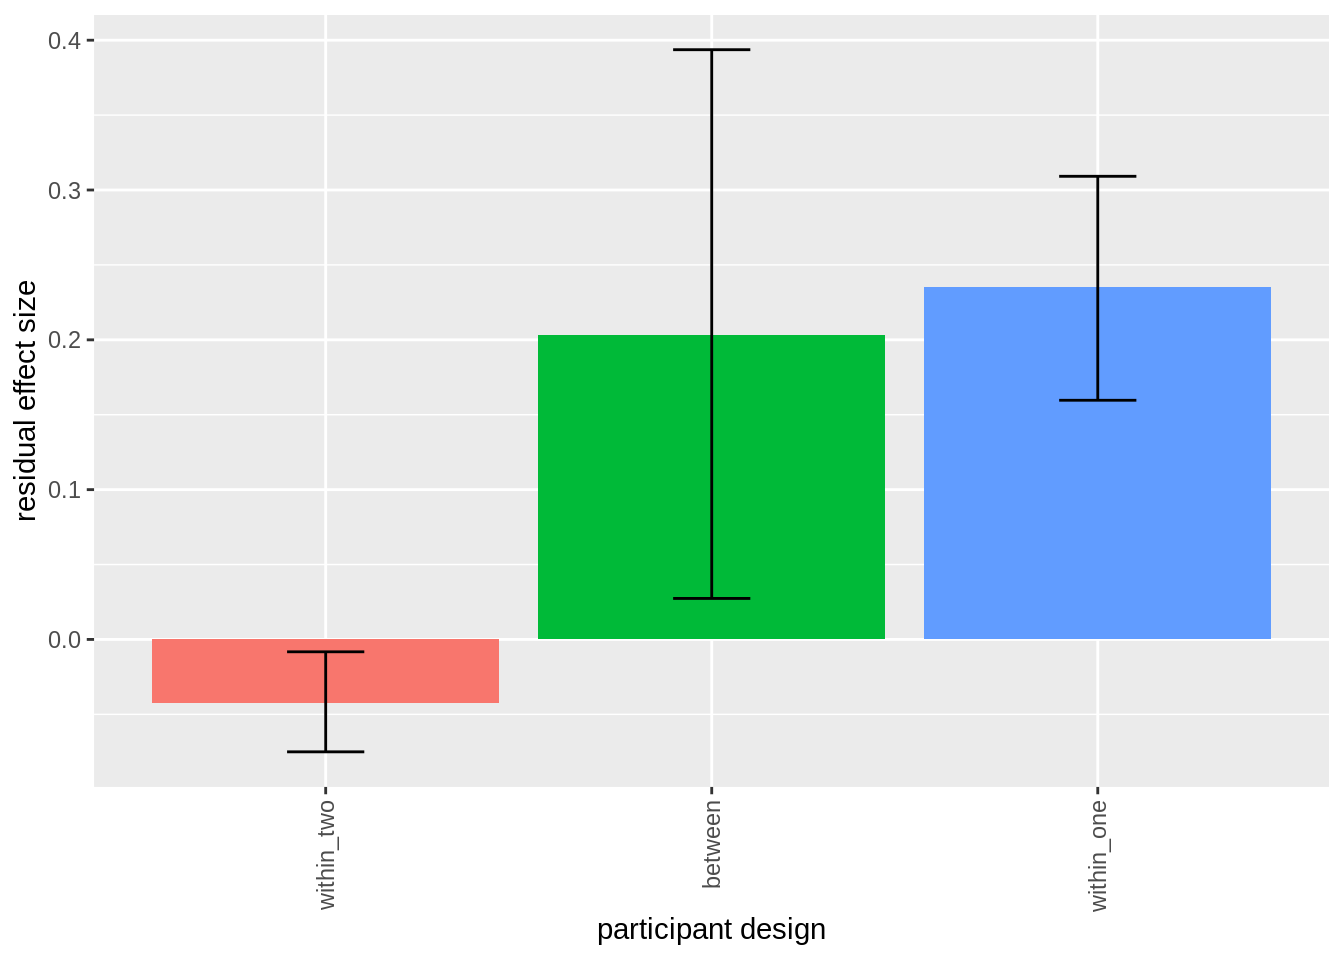 0.4
0.3
0.2
0.1
0.0
residual effect size
within_two
between
within_one
participant design